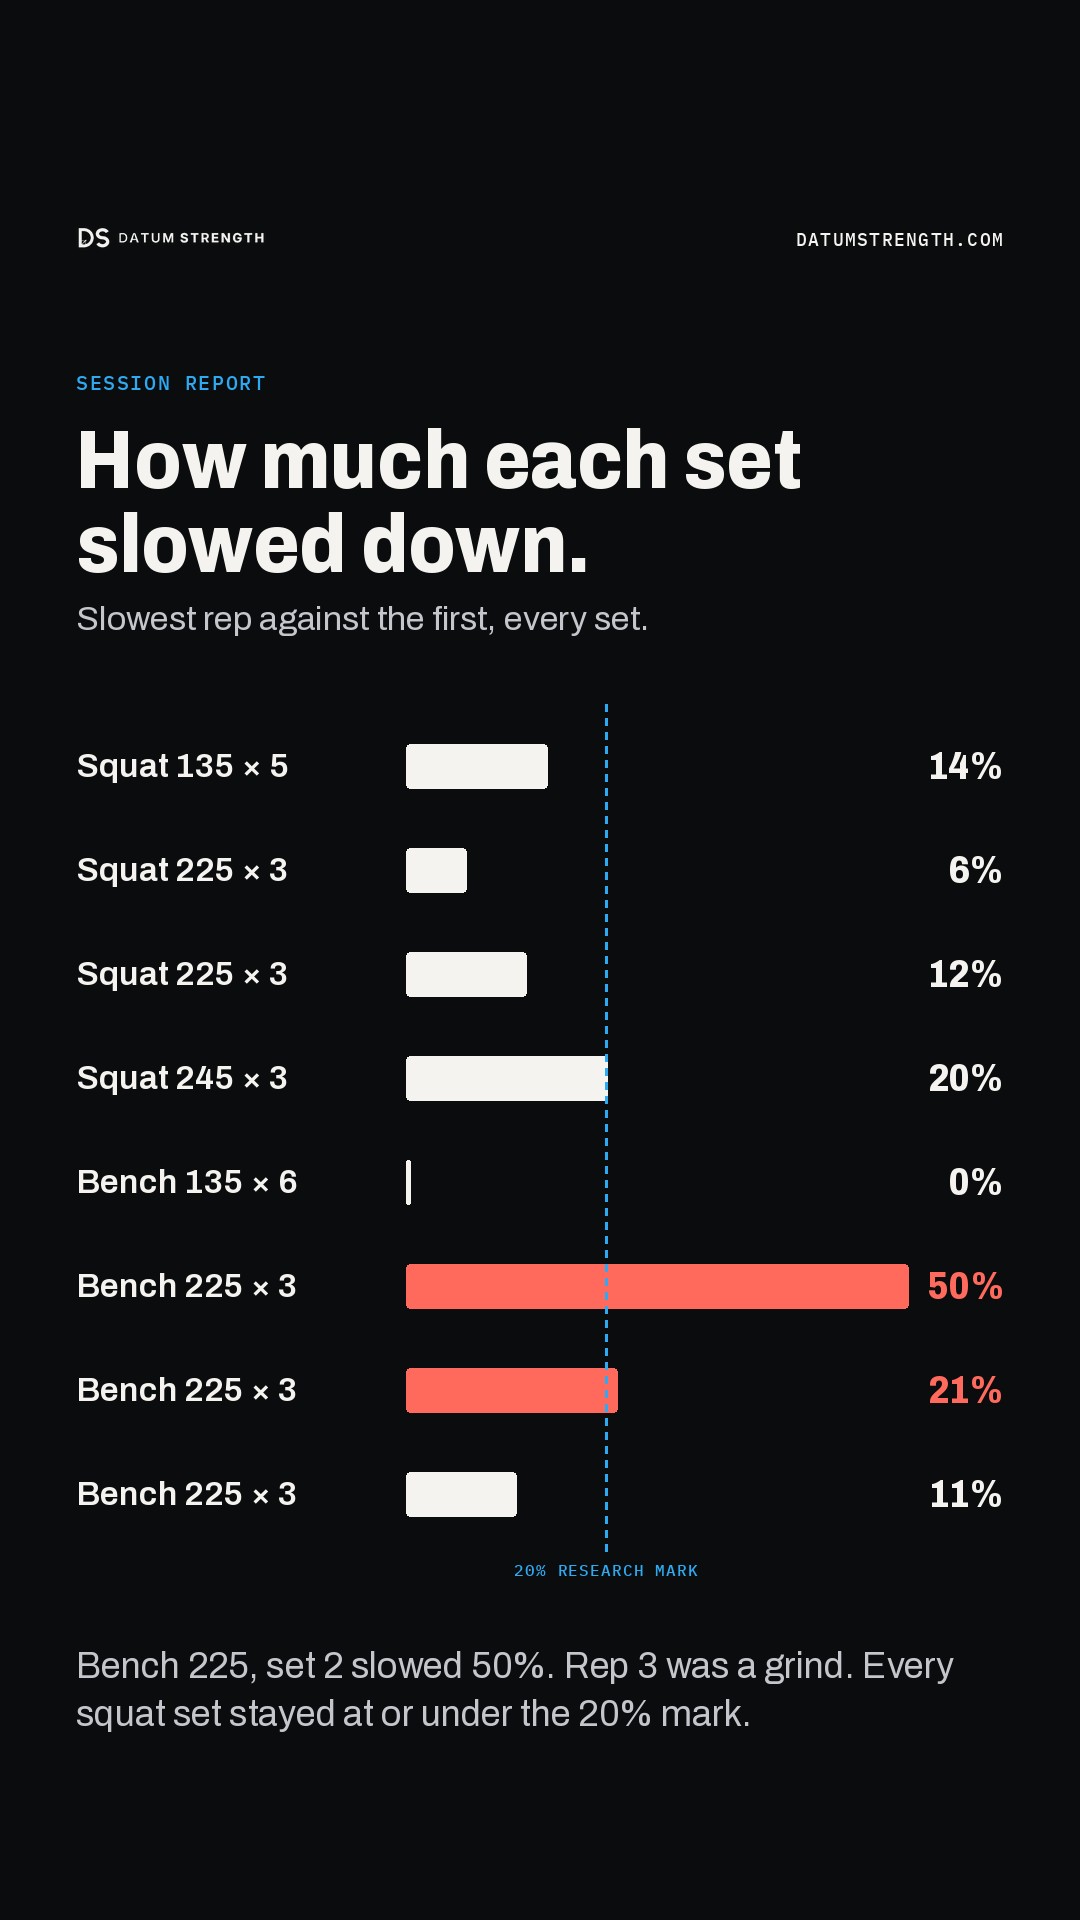 DS DATUM STRENGTH
DATUMSTRENGTH.COM
SESSION REPORT
How much each set
slowed down.
Slowest rep against the first, every set.
Squat 135 × 5 14%
Squat 225 × 3 6%
Squat 225 × 3 12%
Squat 245 × 3 20%
Bench 135 × 6 0%
Bench 225 × 3 50%
Bench 225 × 3 21%
Bench 225 × 3 11%
20% RESEARCH MARK
Bench 225, set 2 slowed 50%. Rep 3 was a grind. Every
squat set stayed at or under the 20% mark.